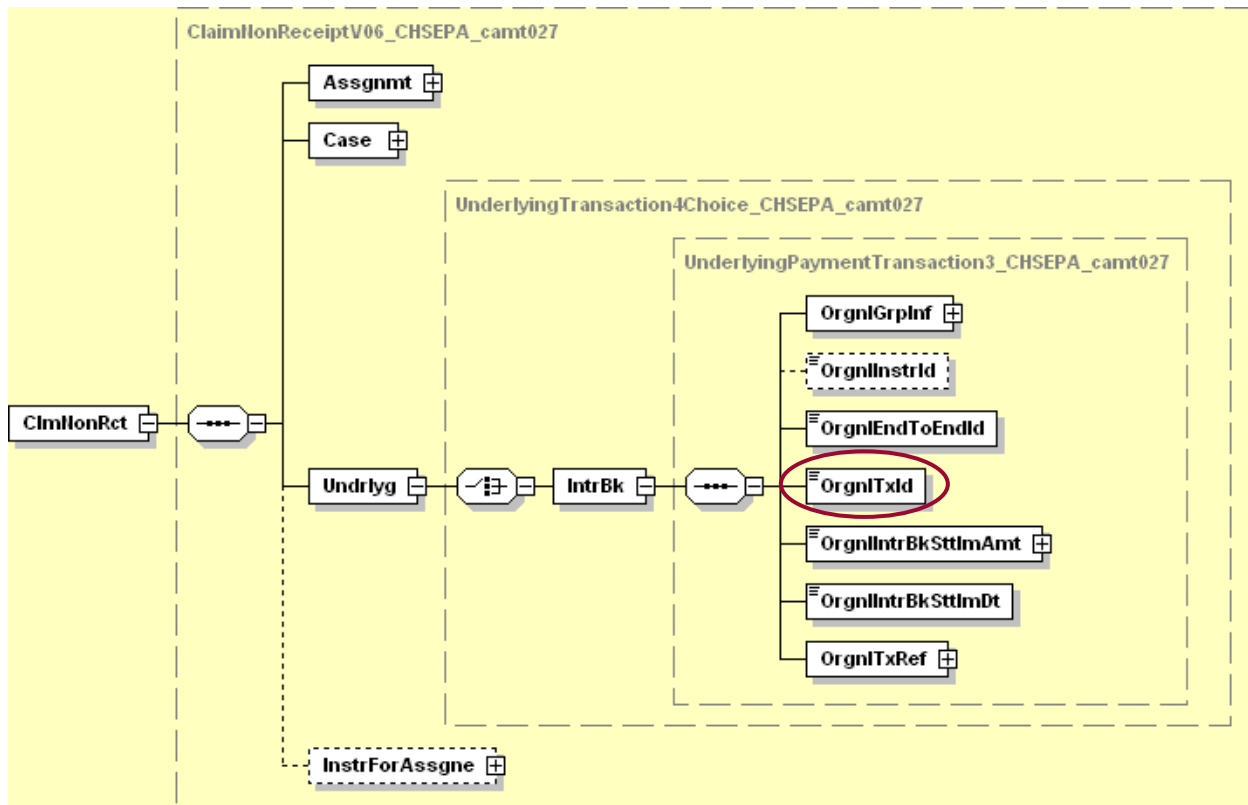 ClaimNonReceiptV06_CHSEPA_camt027
Assgnmt
Case
UnderlyingTransaction4Choice_CHSEPA_camt027
UnderlyingPaymentTransaction3_CHSEPA_camt027
OrgnlGrpInf
OrgnlInstrId
OrgnlEndToEndId
ClmNonRct
Undrlyg
IntrBk
OrgnlTxId
OrgnlIntrBkSttlmAmt
OrgnlIntrBkSttlmDt
OrgnlTxRef
InstrForAssgne